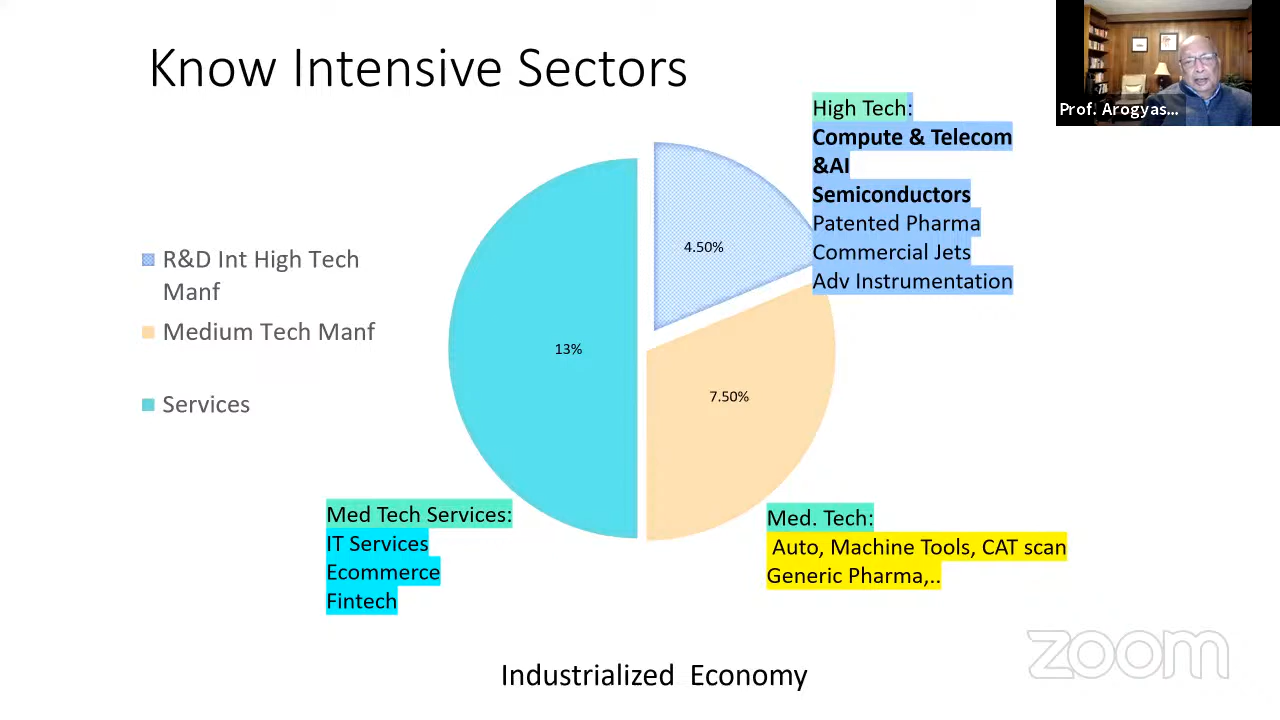 Know Intensive Sectors
Prof. Arogyas...
High Tech:
Compute & Telecom
&AI
Semiconductors
Patented Pharma
Commercial Jets
Adv Instrumentation
4.50%
R&D Int High Tech
Manf
Medium Tech Manf
Services
13%
7.50%
Med Tech Services:
IT Services
Ecommerce
Fintech
Med. Tech:
Auto, Machine Tools, CAT scan
Generic Pharma,..
zoom
Industrialized Economy